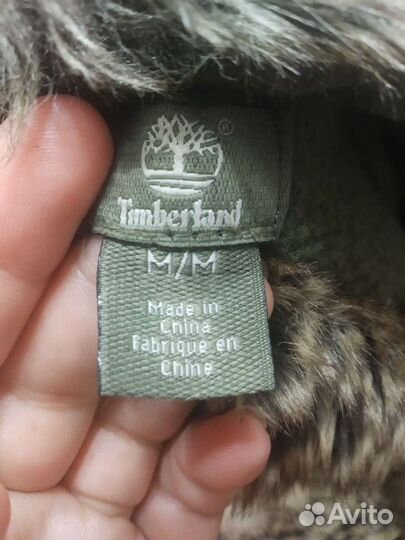 ®
Timberland
M/M
Made in
China
Fabriqué en
Chine
Avito